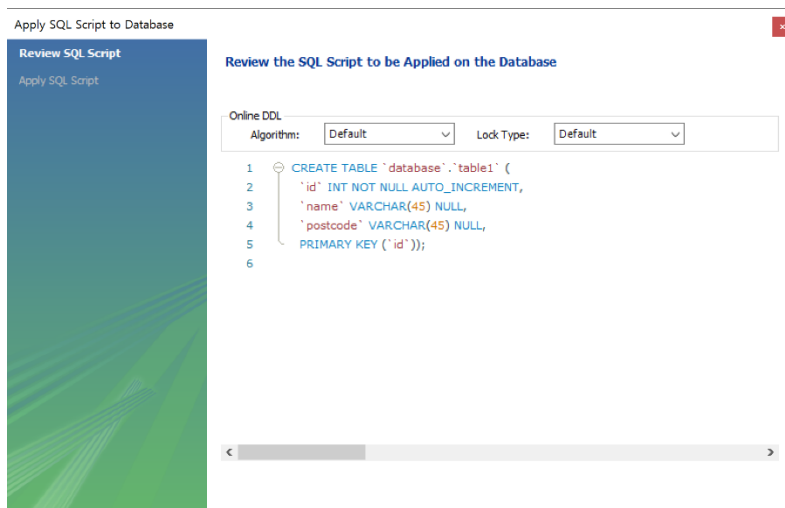 Apply SQL Script to Database
Review SQL Script
Apply SQL Script
Review the SQL Script to be Applied on the Database
Online DDL
Algorithm: Default Lock Type: Default
1 CREATE TABLE `database`.`table1` (
2 `id` INT NOT NULL AUTO_INCREMENT,
3 `name` VARCHAR(45) NULL,
4 `postcode` VARCHAR(45) NULL,
5 PRIMARY KEY (`id`));
6